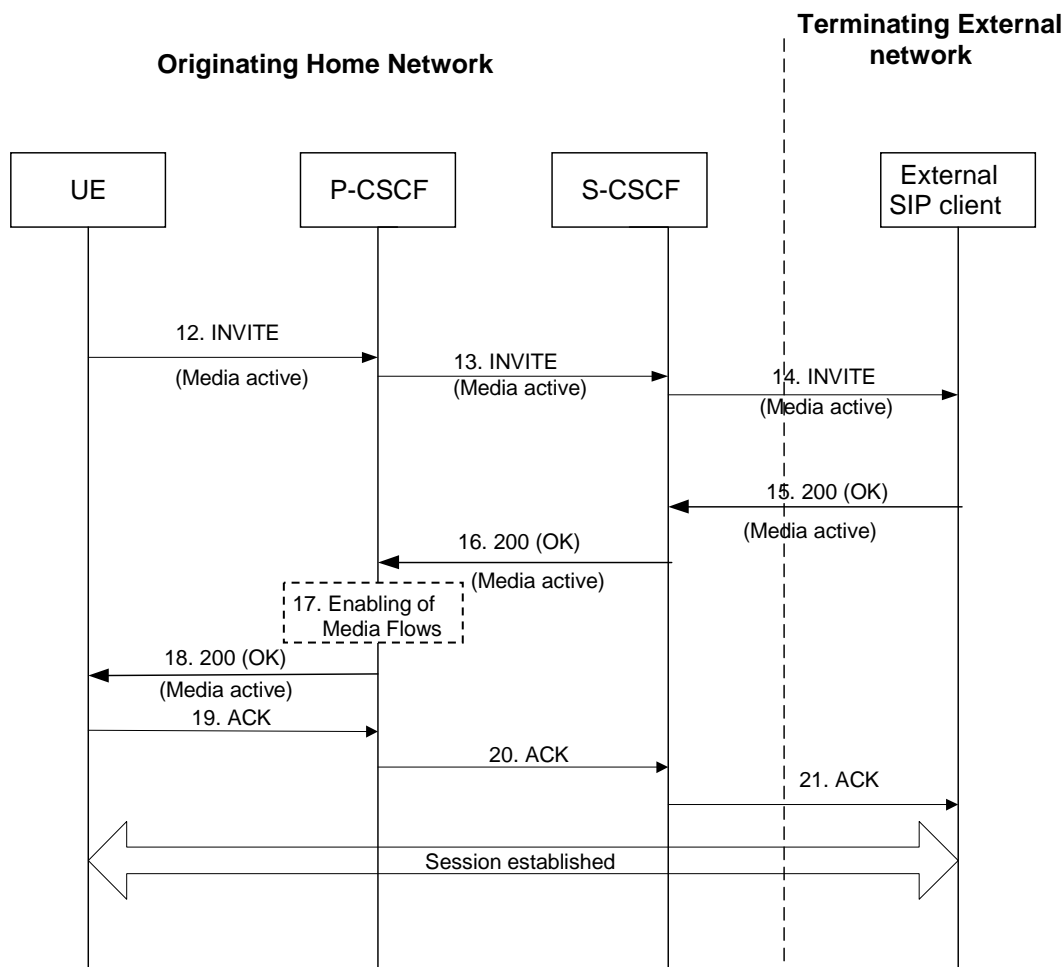 Terminating External
network
Originating Home Network
UE
P-CSCF
S-CSCF
External
SIP client
12. INVITE
(Media active)
13. INVITE
(Media active)
14. INVITE
(Media active)
15. 200 (OK)
(Media active)
16. 200 (OK)
(Media active)
17. Enabling of
Media Flows
18. 200 (OK)
(Media active)
19. ACK
20. ACK
21. ACK
Session established